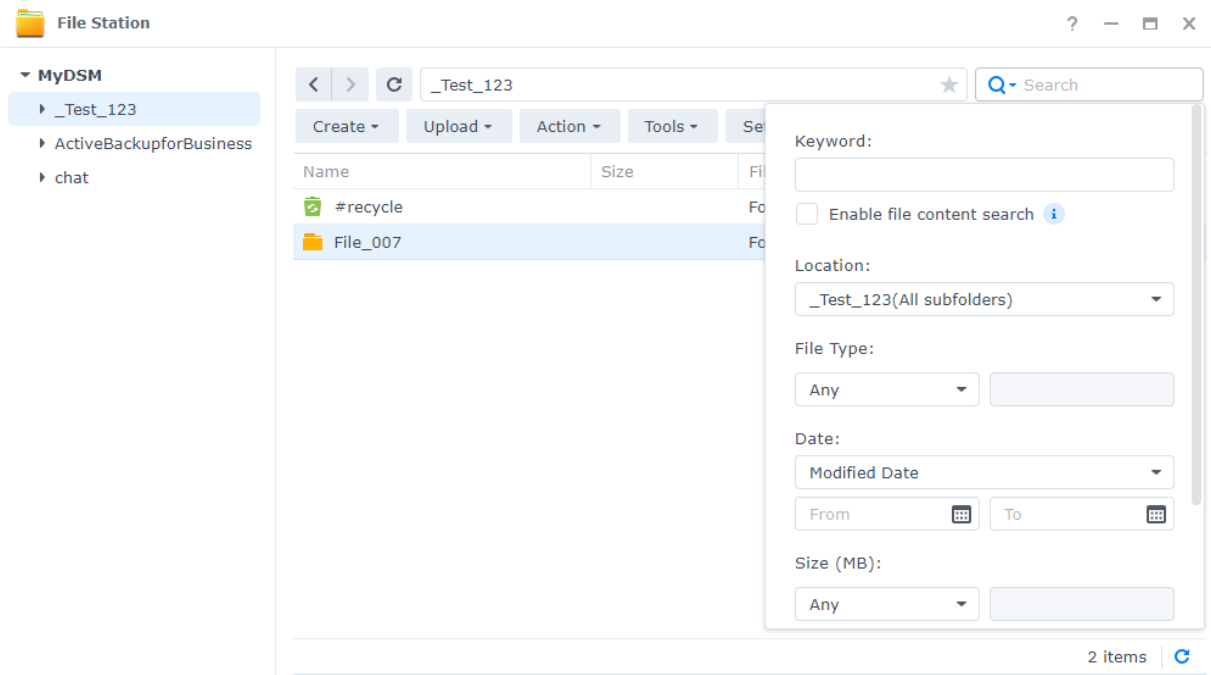 File Station
MyDSM
_Test_123
ActiveBackupforBusiness
chat
_Test_123
Search
Create
Upload
Action
Tools
Name
Size
#recycle
File_007
Keyword:
Enable file content search
Location:
_Test_123(All subfolders)
File Type:
Any
Date:
Modified Date
From
To
Size (MB):
Any
2 items